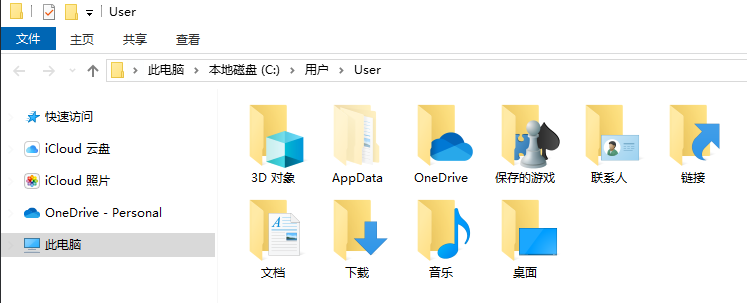 User
文件 主页 共享 查看
此电脑 本地磁盘 (C:) 用户 User
快速访问
iCloud 云盘
iCloud 照片
OneDrive - Personal
此电脑
3D 对象 AppData OneDrive 保存的游戏 联系人 链接
文档 下载 音乐 桌面